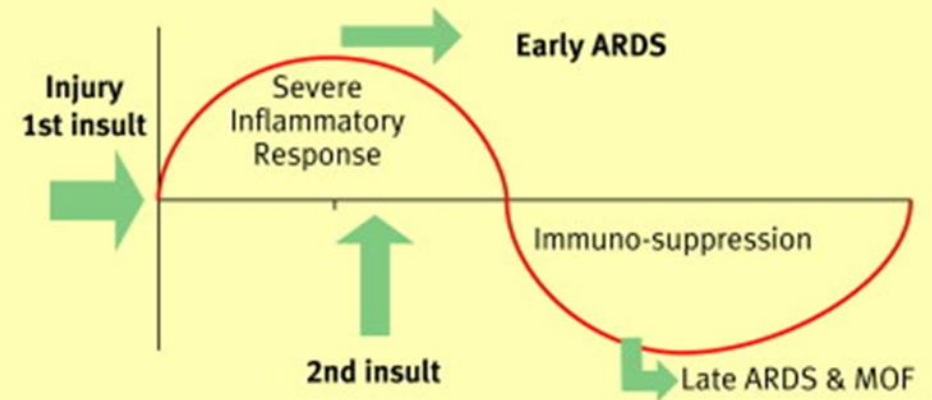 Early ARDS
Injury
1st insult
Severe
Inflammatory
Response
Immuno-suppression
2nd insult
Late ARDS & MOF